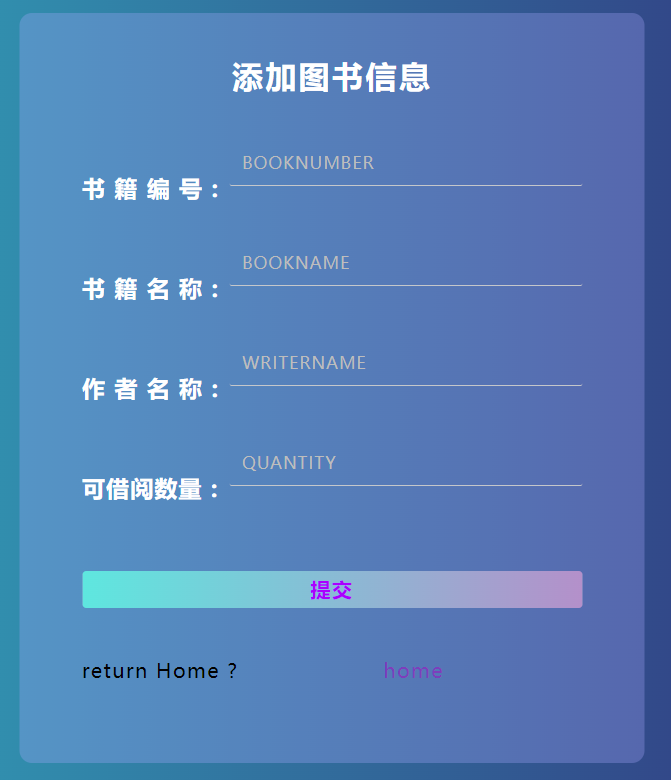 添加图书信息
BOOKNUMBER
书 籍 编 号：
BOOKNAME
书 籍 名 称：
WRITERNAME
作 者 名 称：
QUANTITY
可借阅数量：
提交
return Home ? home